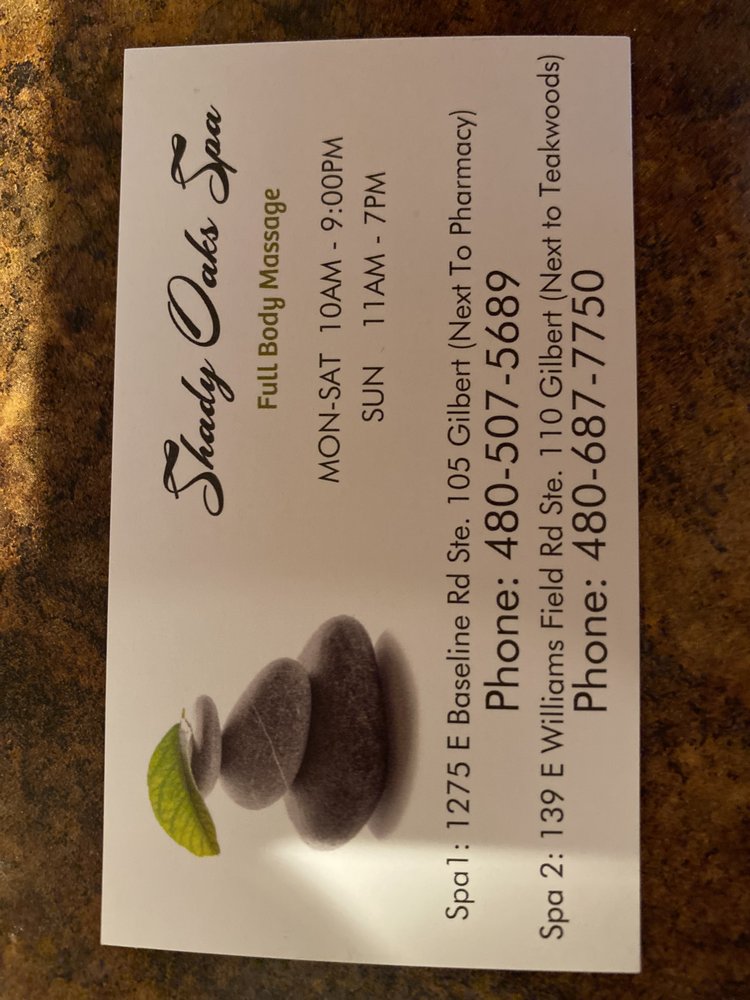 Shady Oaks Spa
Full Body Massage
MON-SAT 10AM - 9:00PM
SUN 11AM - 7PM
Spa1: 1275 E Baseline Rd Ste. 105 Gilbert (Next To Pharmacy)
Phone: 480-507-5689
Spa 2: 139 E Williams Field Rd Ste. 110 Gilbert (Next to Teakwoods)
Phone: 480-687-7750